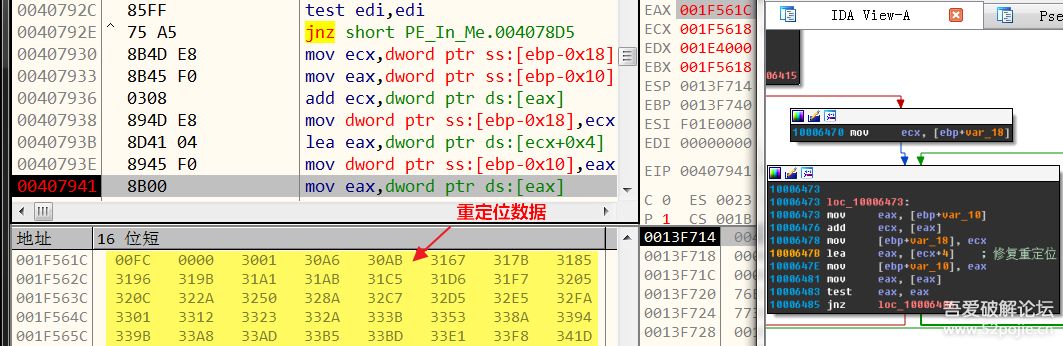 0040792C 85FF test edi,edi
0040792E ^ 75 A5 jnz short PE_In_Me.004078D5
00407930 8B4D E8 mov ecx,dword ptr ss:[ebp-0x18]
00407933 8B45 F0 mov eax,dword ptr ss:[ebp-0x10]
00407936 0308 add ecx,dword ptr ds:[eax]
00407938 894D E8 mov dword ptr ss:[ebp-0x18],ecx
0040793B 8D41 04 lea eax,dword ptr ds:[ecx+0x4]
0040793E 8945 F0 mov dword ptr ss:[ebp-0x10],eax
00407941 8B00 mov eax,dword ptr ds:[eax]
重定位数据
地址 16 位短
001F561C 00FC 0000 3001 30A6 30AB 3167 317B 3185
001F562C 3196 319B 31A1 31AB 31C5 31D6 31F7 3205
001F563C 320C 322A 3250 328A 32C7 32D5 32E5 32FA
001F564C 3301 3312 3323 332A 333B 3353 338A 3394
001F565C 339B 33A8 33AD 33B5 33BD 33E1 33F8 341D
EAX 001F561C
ECX 001F5618
EDX 001E4000
EBX 001F5618
ESP 0013F714
EBP 0013F740
ESI F01E0000
EDI 00000000
EIP 00407941
C 0 ES 0023
P 1 CS 001B
0013F714 00
0013F718 00
0013F71C 00
0013F720 76
0013F724 77
0013F728 00
IDA View-A
Pse
06415
10006470 mov ecx, [ebp+var_18]
10006473
10006473 loc_10006473:
10006473 mov eax, [ebp+var_10]
10006476 add ecx, [eax]
10006478 mov [ebp+var_18], ecx
1000647B lea eax, [ecx+4] ; 修复重定位
1000647E mov [ebp+var_10], eax
10006481 mov eax, [eax]
10006483 test eax, eax
10006485 jnz
吾爱破解论坛
www.52pojie.cn